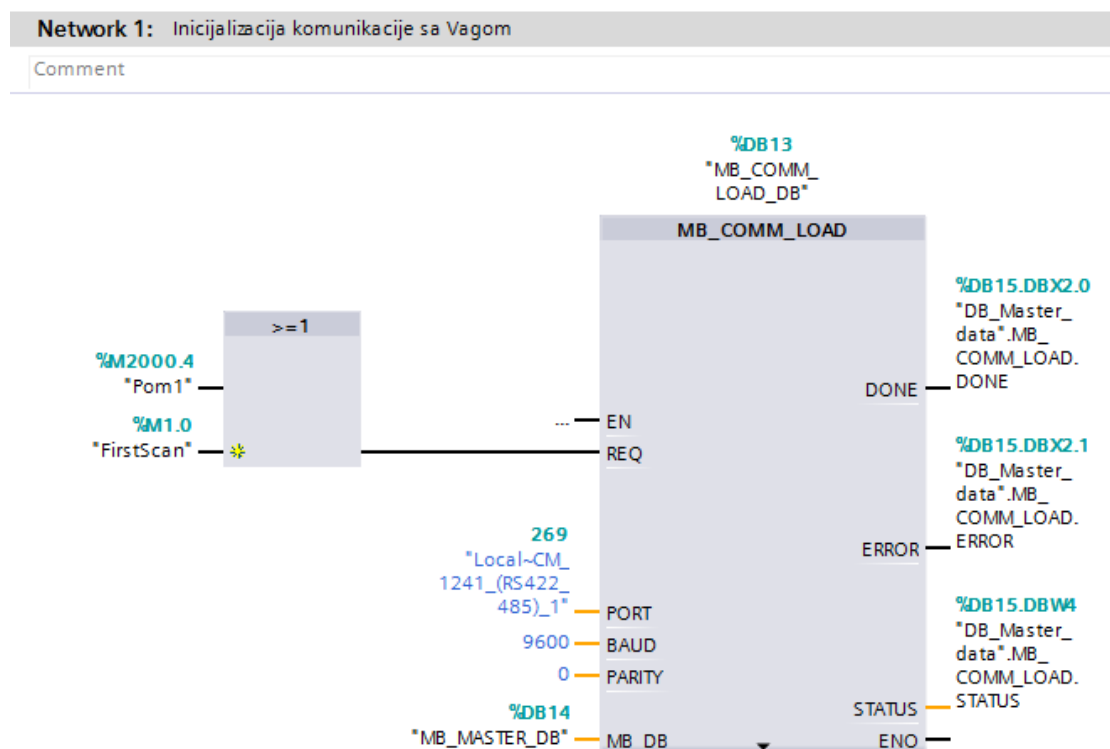 Network 1: Inicijalizacija komunikacije sa Vagom
Comment
%DB13
"MB_COMM_
LOAD_DB"
MB_COMM_LOAD
%DB15.DBX2.0
"DB_Master_
data".MB_
COMM_LOAD.
DONE
DONE
>=1
%M2000.4
"Pom1"
%M1.0
"FirstScan"
... EN
REQ
%DB15.DBX2.1
"DB_Master_
data".MB_
COMM_LOAD.
ERROR
ERROR
269
"Local~CM_
1241_(RS422_
485)_1"
PORT
9600 BAUD
0 PARITY
%DB14
"MB_MASTER_DB" MB_DB
%DB15.DBW4
"DB_Master_
data".MB_
COMM_LOAD.
STATUS
STATUS
ENO